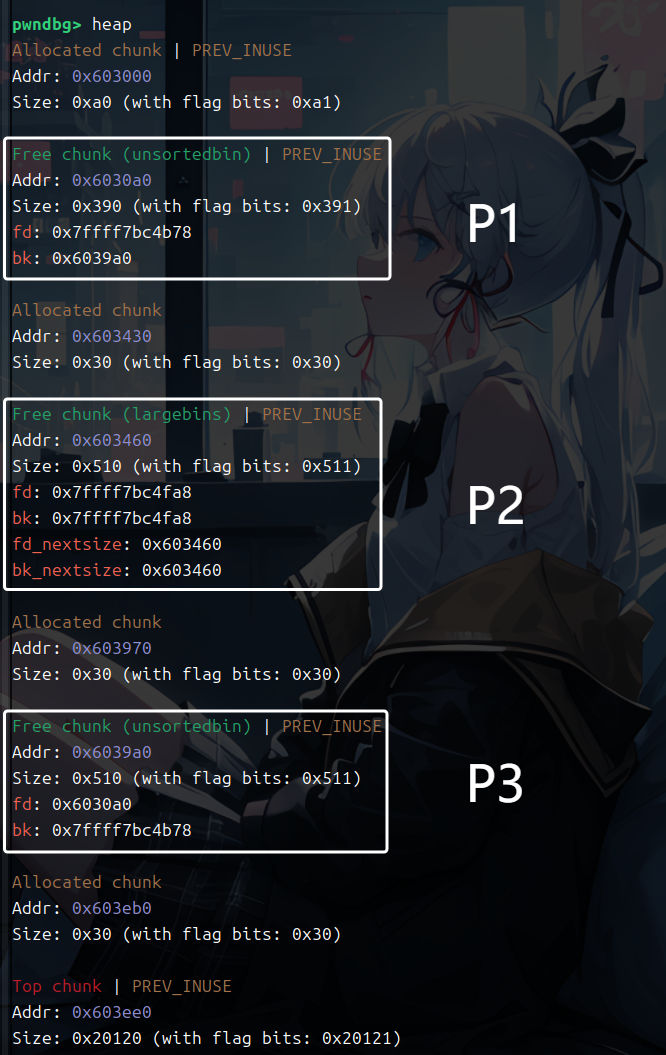 pwndbg> heap
Allocated chunk | PREV_INUSE
Addr: 0x603000
Size: 0xa0 (with flag bits: 0xa1)
Free chunk (unsortedbin) | PREV_INUSE
Addr: 0x6030a0
Size: 0x390 (with flag bits: 0x391)
fd: 0x7ffff7bc4b78
bk: 0x6039a0
P1
Allocated chunk
Addr: 0x603430
Size: 0x30 (with flag bits: 0x30)
Free chunk (largebins) | PREV_INUSE
Addr: 0x603460
Size: 0x510 (with flag bits: 0x511)
fd: 0x7ffff7bc4fa8
bk: 0x7ffff7bc4fa8
fd_nextsize: 0x603460
bk_nextsize: 0x603460
P2
Allocated chunk
Addr: 0x603970
Size: 0x30 (with flag bits: 0x30)
Free chunk (unsortedbin) | PREV_INUSE
Addr: 0x6039a0
Size: 0x510 (with flag bits: 0x511)
fd: 0x6030a0
bk: 0x7ffff7bc4b78
P3
Allocated chunk
Addr: 0x603eb0
Size: 0x30 (with flag bits: 0x30)
Top chunk | PREV_INUSE
Addr: 0x603ee0
Size: 0x20120 (with flag bits: 0x20121)